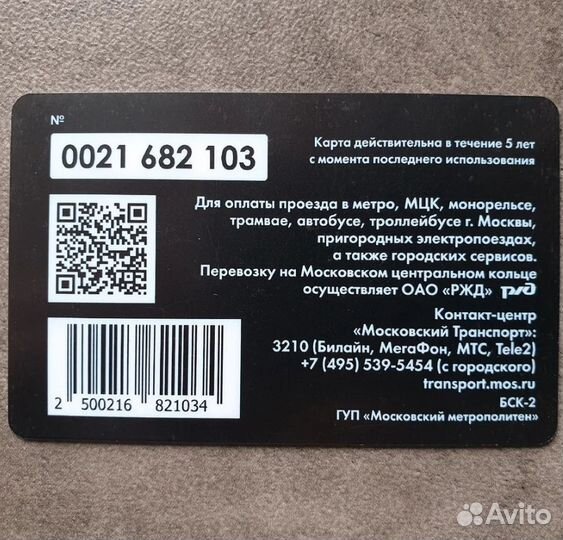 №
0021 682 103
Карта действительна в течение 5 лет
с момента последнего использования
Для оплаты проезда в метро, МЦК, монорельсе,
трамвае, автобусе, троллейбусе г. Москвы,
пригородных электропоездах,
а также городских сервисов.
Перевозку на Московском центральном кольце
осуществляет ОАО «РЖД» РЖД
Контакт-центр
«Московский Транспорт»:
3210 (Билайн, МегаФон, МТС, Tele2)
+7 (495) 539-5454 (с городского)
transport.mos.ru
БСК-2
ГУП «Московский метрополитен»
2 500216 821034
Avito